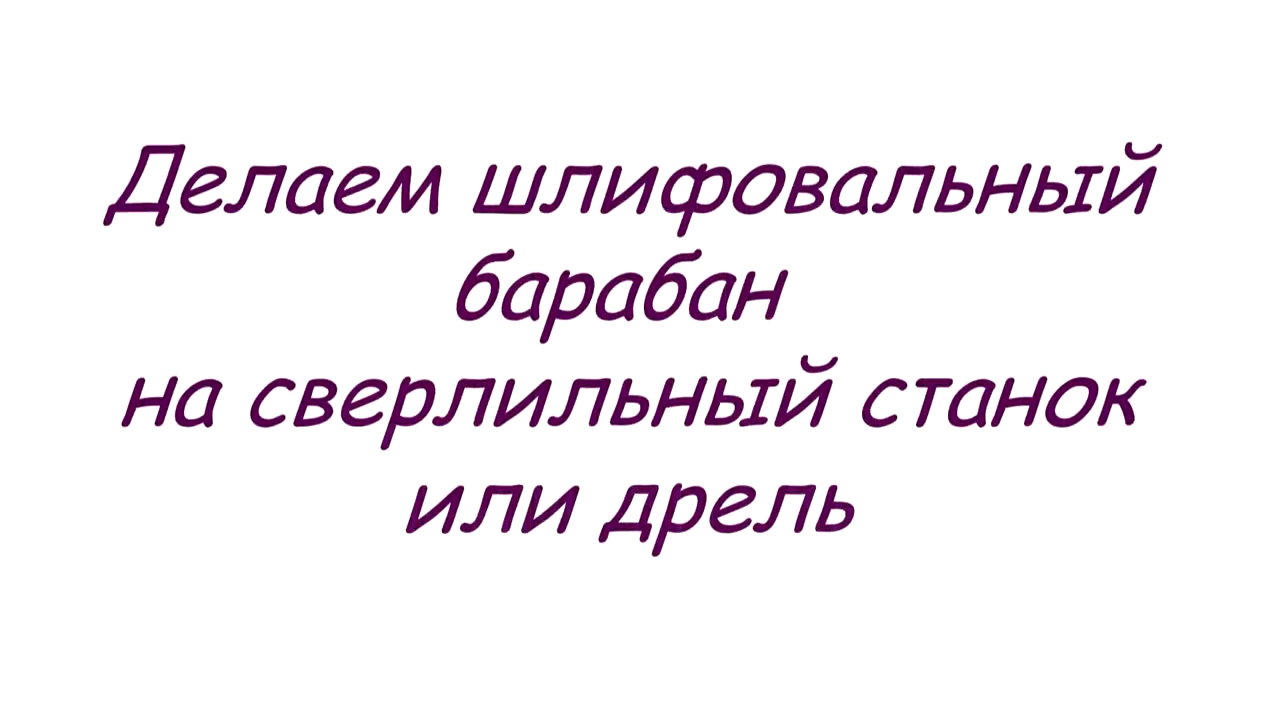 Делаем шлифовальный
барабан
на сверлильный станок
или дрель